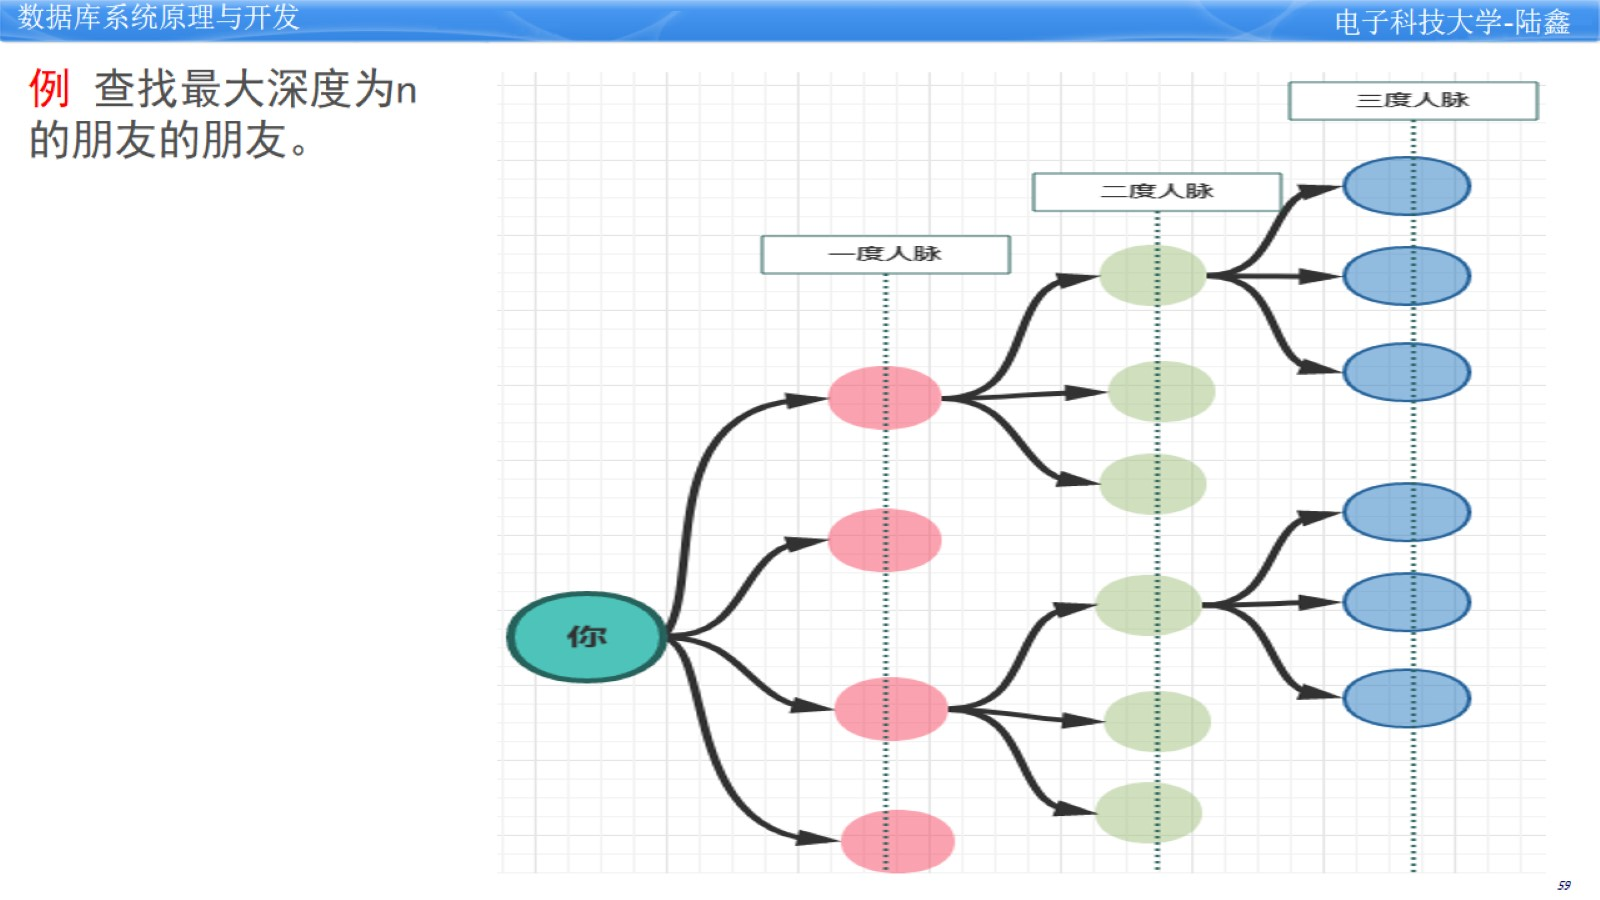 数据库系统原理与开发
电子科技大学-陆鑫
例 查找最大深度为n
的朋友的朋友。
三度人脉
二度人脉
一度人脉
你
59